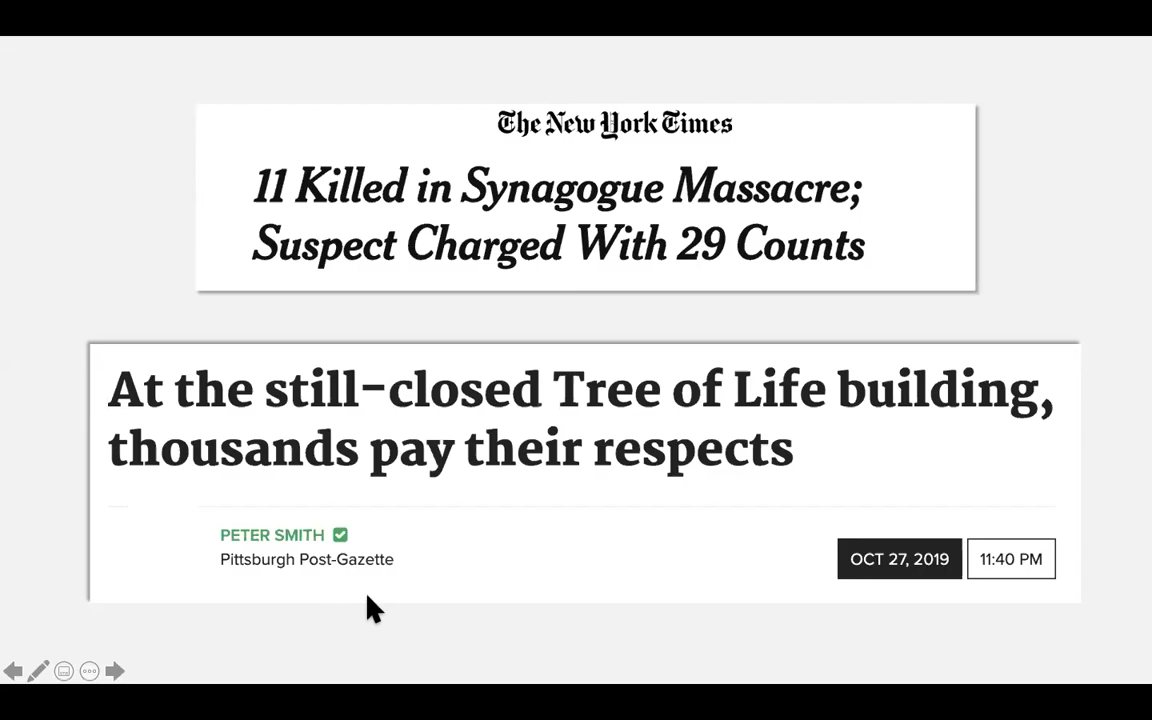 The New York Times
11 Killed in Synagogue Massacre;
Suspect Charged With 29 Counts
At the still-closed Tree of Life building,
thousands pay their respects
PETER SMITH
Pittsburgh Post-Gazette
OCT 27, 2019 11:40 PM